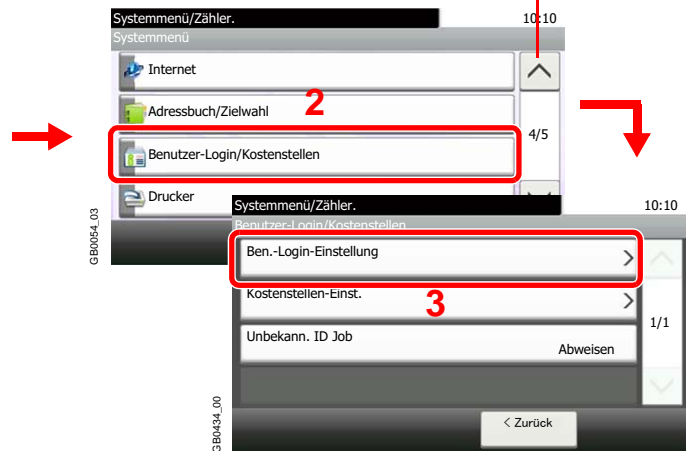 Systemmenü/Zähler.
10:10
Systemmenü
Internet
Adressbuch/Zielwahl
2
4/5
Benutzer-Login/Kostenstellen
Drucker
GB0054_03
Systemmenü/Zähler.
10:10
Benutzer-Login/Kostenstellen
Ben.-Login-Einstellung
Kostenstellen-Einst.
3
1/1
Unbekann. ID Job
Abweisen
< Zurück
GB0434_00